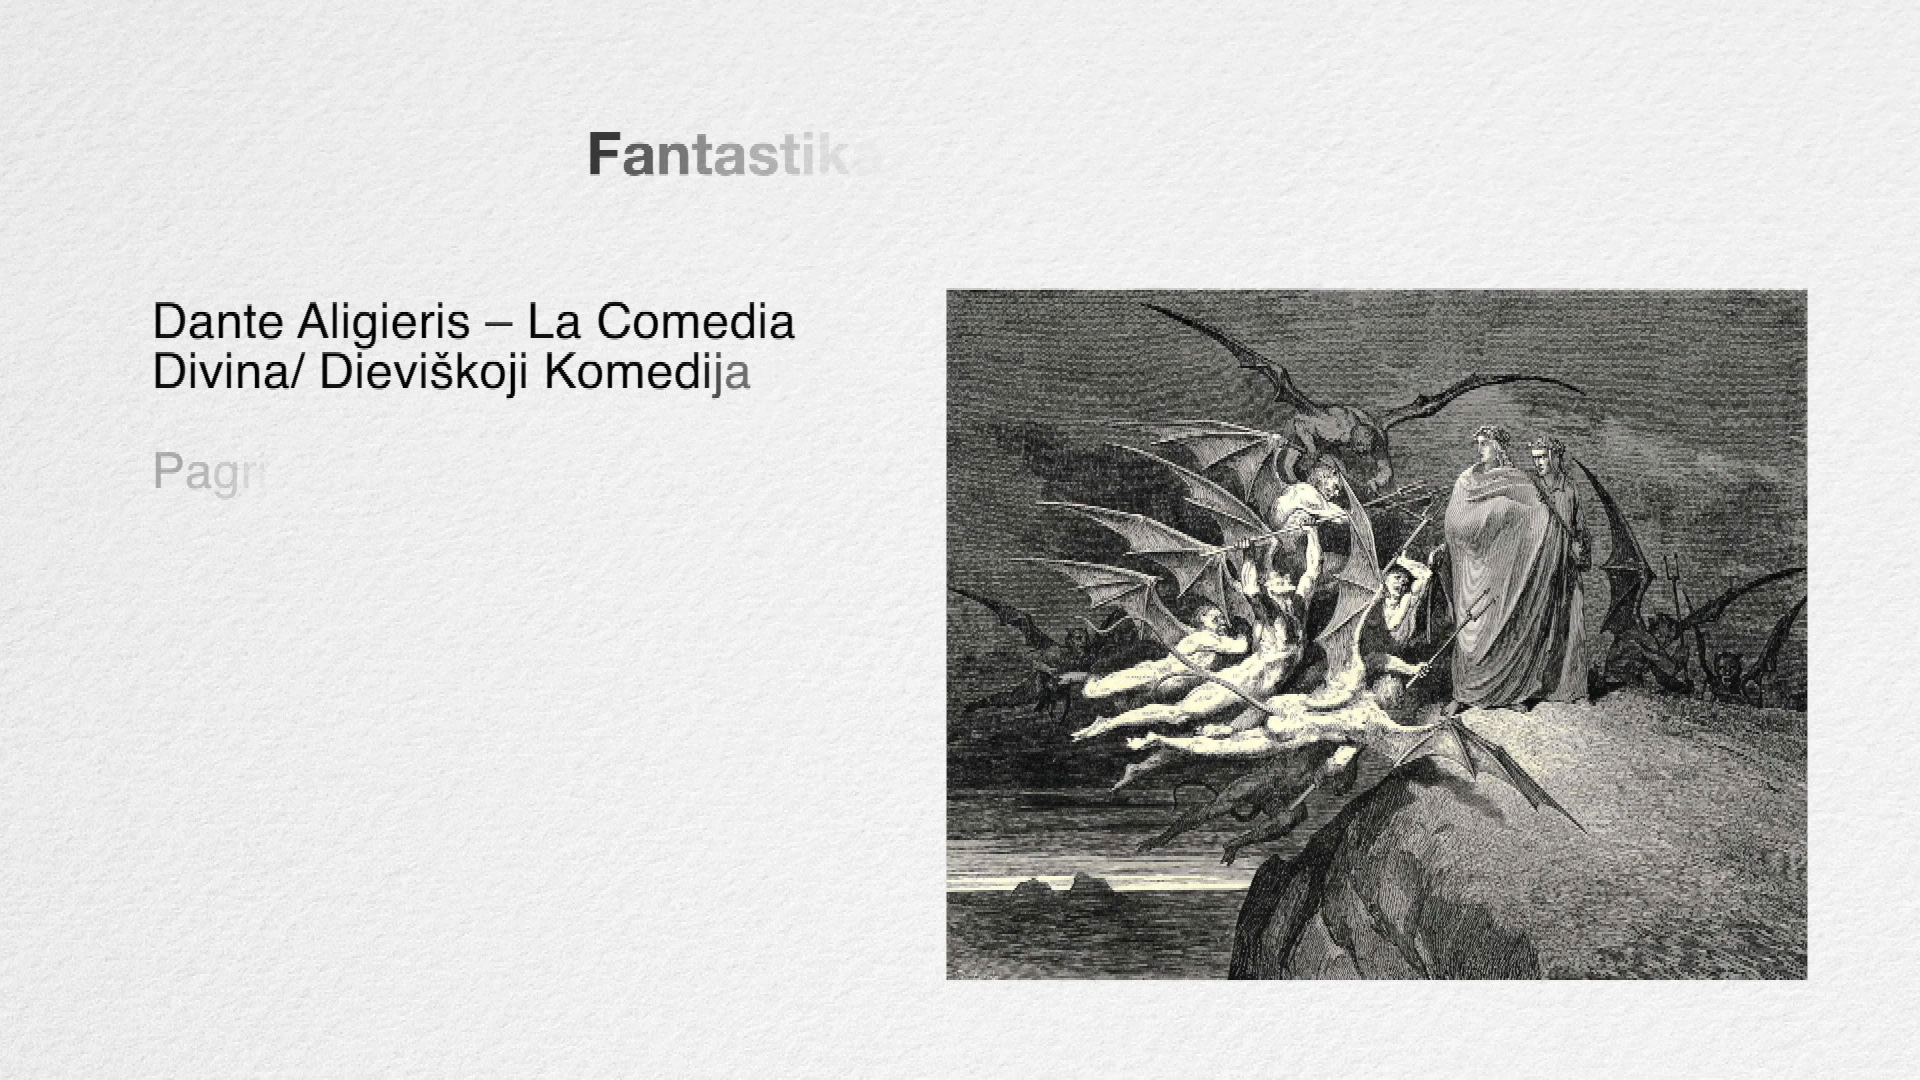 Fantastika
Dante Aligieris – La Comedia
Divina/ Dieviškoji Komedija
Pagr